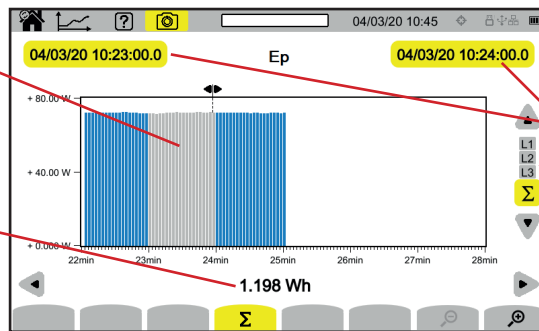 04/03/20 10:45
04/03/20 10:23:00.0
Ep
04/03/20 10:24:00.0
+ 80.00 W
+ 40.00 W
+ 0.000 W
L1
L2
L3
Σ
22min 23min 24min 25min 26min 27min 28min
1.198 Wh
Σ